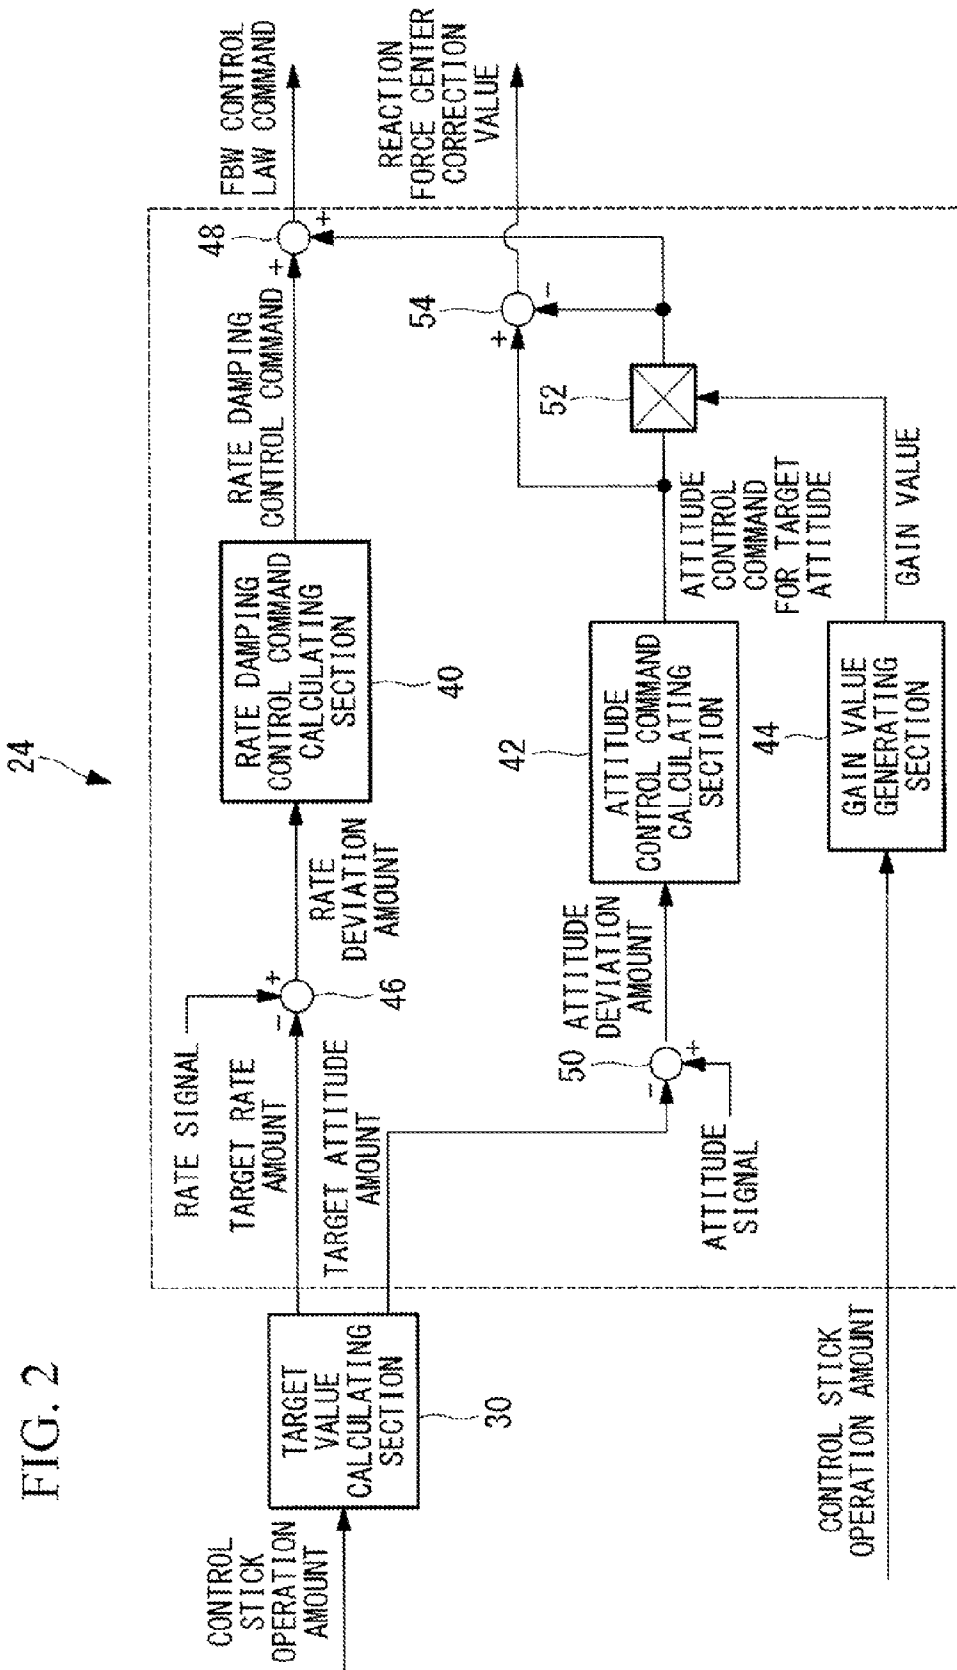 FIG. 2
24
CONTROL
STICK
OPERATION
AMOUNT
TARGET
VALUE
CALCULATING
SECTION
30
RATE SIGNAL
TARGET RATE
AMOUNT
TARGET ATTITUDE
AMOUNT
−
+
46
RATE
DEVIATION
AMOUNT
RATE DAMPING
CONTROL COMMAND
CALCULATING
SECTION
40
RATE DAMPING
CONTROL COMMAND
48
+
+
FBW CONTROL
LAW COMMAND
ATTITUDE
SIGNAL
50
−
+
ATTITUDE
DEVIATION
AMOUNT
42
ATTITUDE
CONTROL COMMAND
CALCULATING
SECTION
ATTITUDE
CONTROL
COMMAND
FOR TARGET
ATTITUDE
52
54
+
−
REACTION
FORCE CENTER
CORRECTION
VALUE
CONTROL STICK
OPERATION AMOUNT
44
GAIN VALUE
GENERATING
SECTION
GAIN VALUE